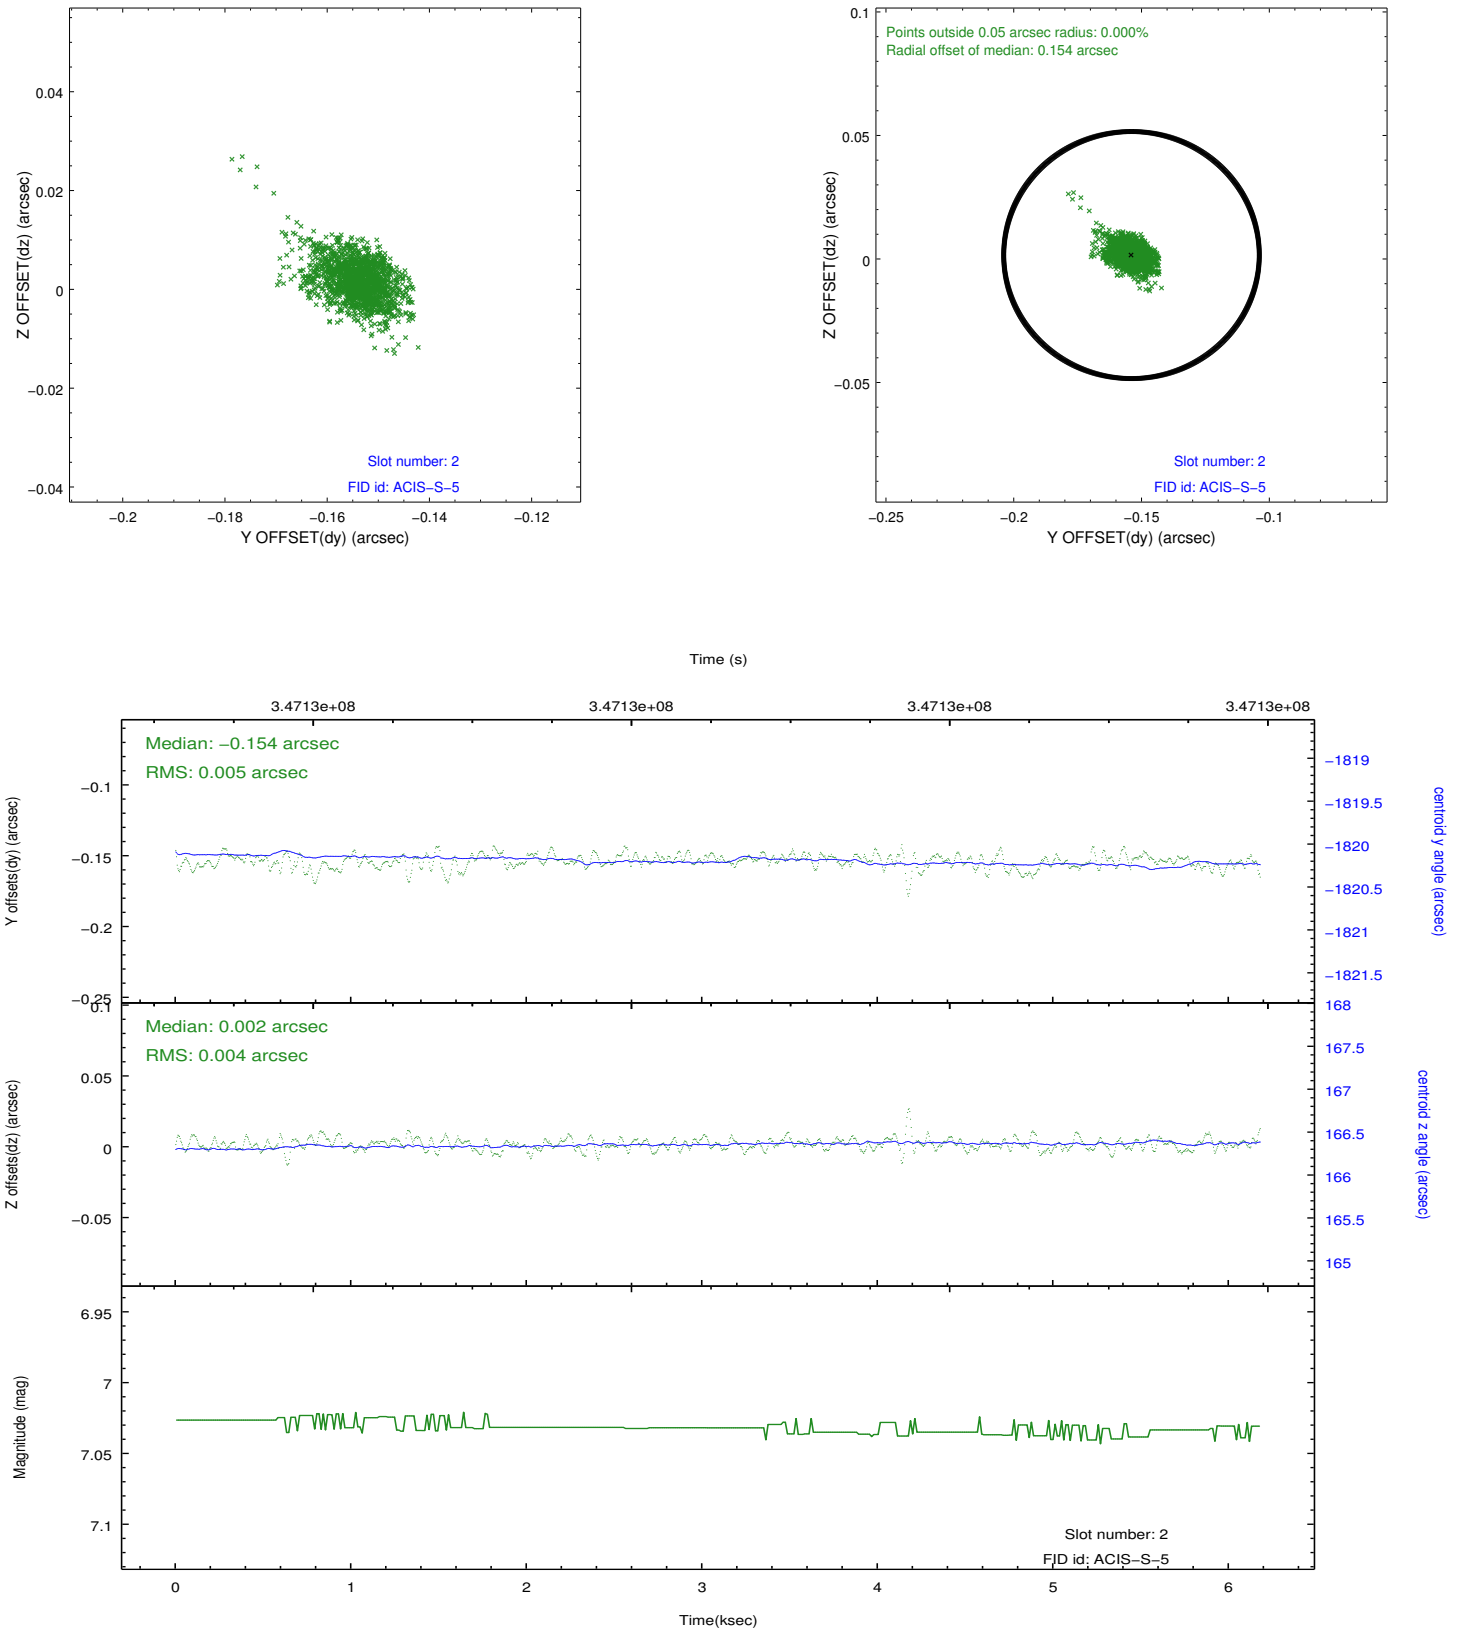 0.04
0.02
0
−0.02
−0.04
Z OFFSET(dz) (arcsec)
Slot number: 2
FID id: ACIS−S−5
−0.2
−0.18
−0.16
−0.14
−0.12
Y OFFSET(dy) (arcsec)
0.1
0.05
0
−0.05
Z OFFSET(dz) (arcsec)
Points outside 0.05 arcsec radius: 0.000%
Radial offset of median: 0.154 arcsec
Slot number: 2
FID id: ACIS−S−5
−0.25
−0.2
−0.15
−0.1
Y OFFSET(dy) (arcsec)
Time (s)
3.4713e+08
3.4713e+08
3.4713e+08
3.4713e+08
Median: −0.154 arcsec
RMS: 0.005 arcsec
−0.1
−0.15
−0.2
−0.25
Y offsets(dy) (arcsec)
−1819
−1819.5
−1820
−1820.5
−1821
−1821.5
centroid y angle (arcsec)
Median: 0.002 arcsec
RMS: 0.004 arcsec
0.1
0.05
0
−0.05
Z offsets(dz) (arcsec)
168
167.5
167
166.5
166
165.5
165
centroid z angle (arcsec)
6.95
7
7.05
7.1
Magnitude (mag)
Slot number: 2
FID id: ACIS−S−5
0
1
2
3
4
5
6
Time(ksec)